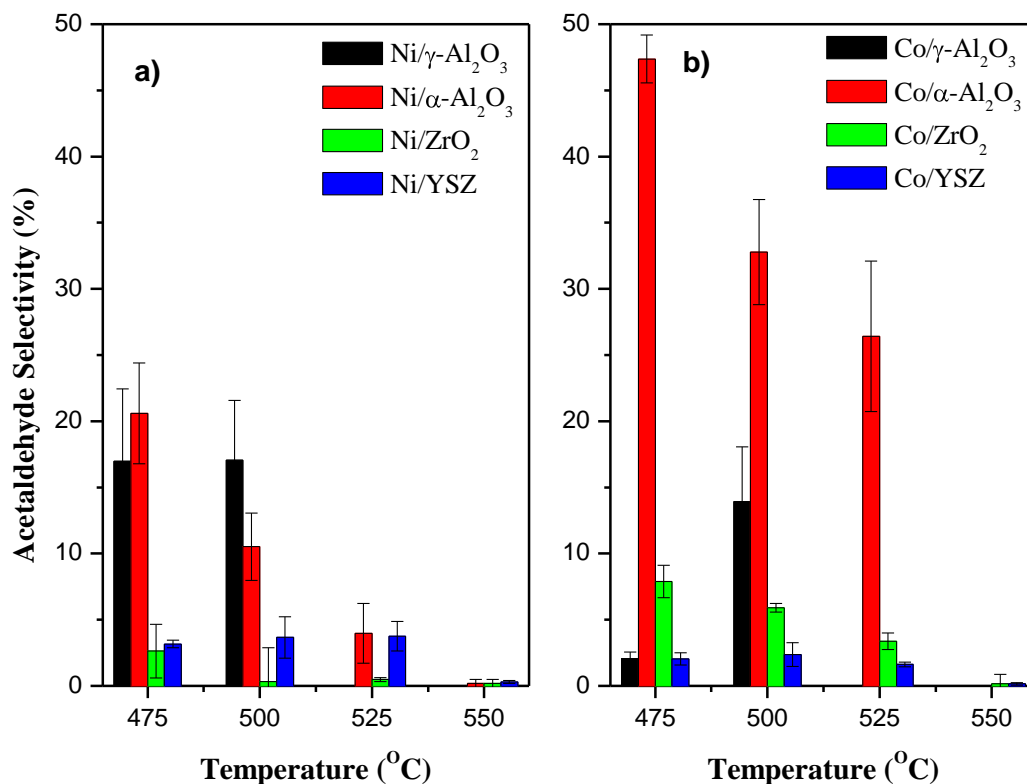 Acetaldehyde Selectivity (%)
50
40
30
20
10
0
a)
Ni/γ-Al₂O₃
Ni/α-Al₂O₃
Ni/ZrO₂
Ni/YSZ
475 500 525 550
Temperature (ᴼC)
50
40
30
20
10
0
b)
Co/γ-Al₂O₃
Co/α-Al₂O₃
Co/ZrO₂
Co/YSZ
475 500 525 550
Temperature (ᴼC)